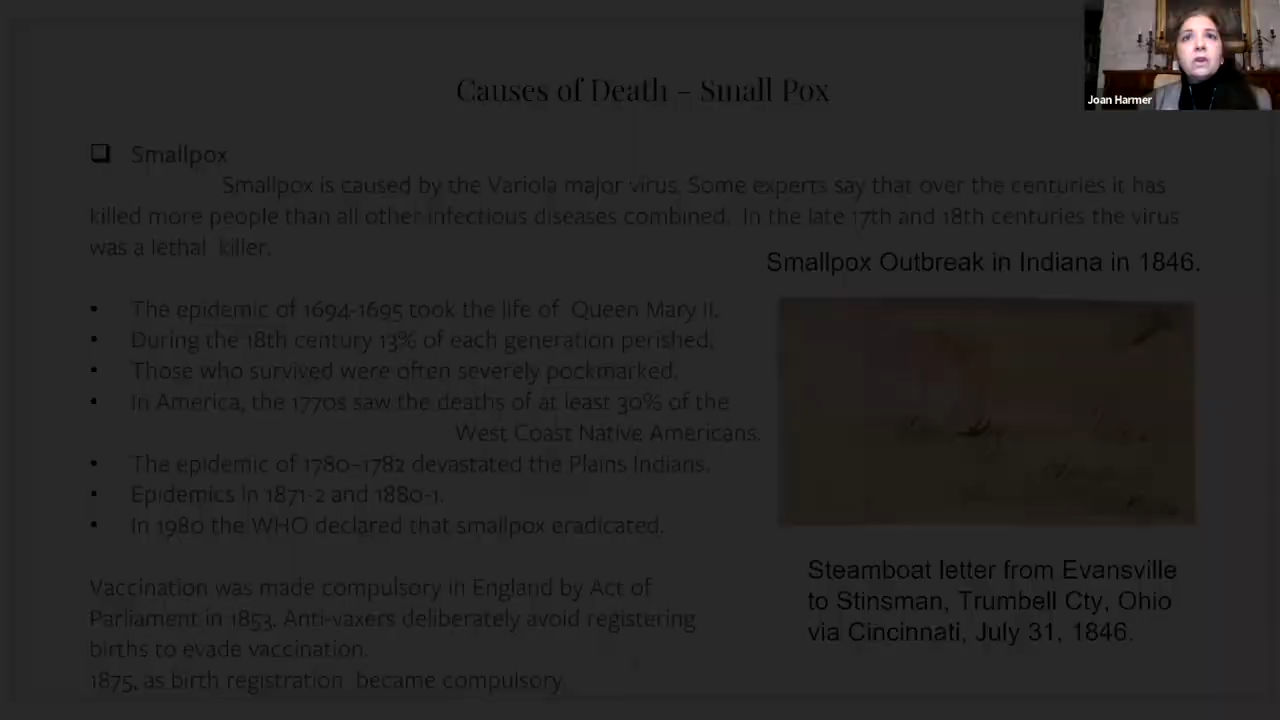 Joan Harmer
Causes of Death – Small Pox
Smallpox
Smallpox is caused by the Variola major virus. Some experts say that over the centuries it has
killed more people than all other infectious diseases combined. In the late 17th and 18th centuries the virus
was a lethal killer.
Smallpox Outbreak in Indiana in 1846.
• The epidemic of 1694-1695 took the life of Queen Mary II.
• During the 18th century 13% of each generation perished.
• Those who survived were often severely pockmarked.
• In America, the 1770s saw the deaths of at least 30% of the
West Coast Native Americans.
• The epidemic of 1780–1782 devastated the Plains Indians.
• Epidemics in 1871-2 and 1880-1.
• In 1980 the WHO declared that smallpox eradicated.
Vaccination was made compulsory in England by Act of
Parliament in 1853. Anti-vaxers deliberately avoid registering
births to evade vaccination.
1875, as birth registration became compulsory
Steamboat letter from Evansville
to Stinsman, Trumbell Cty, Ohio
via Cincinnati, July 31, 1846.